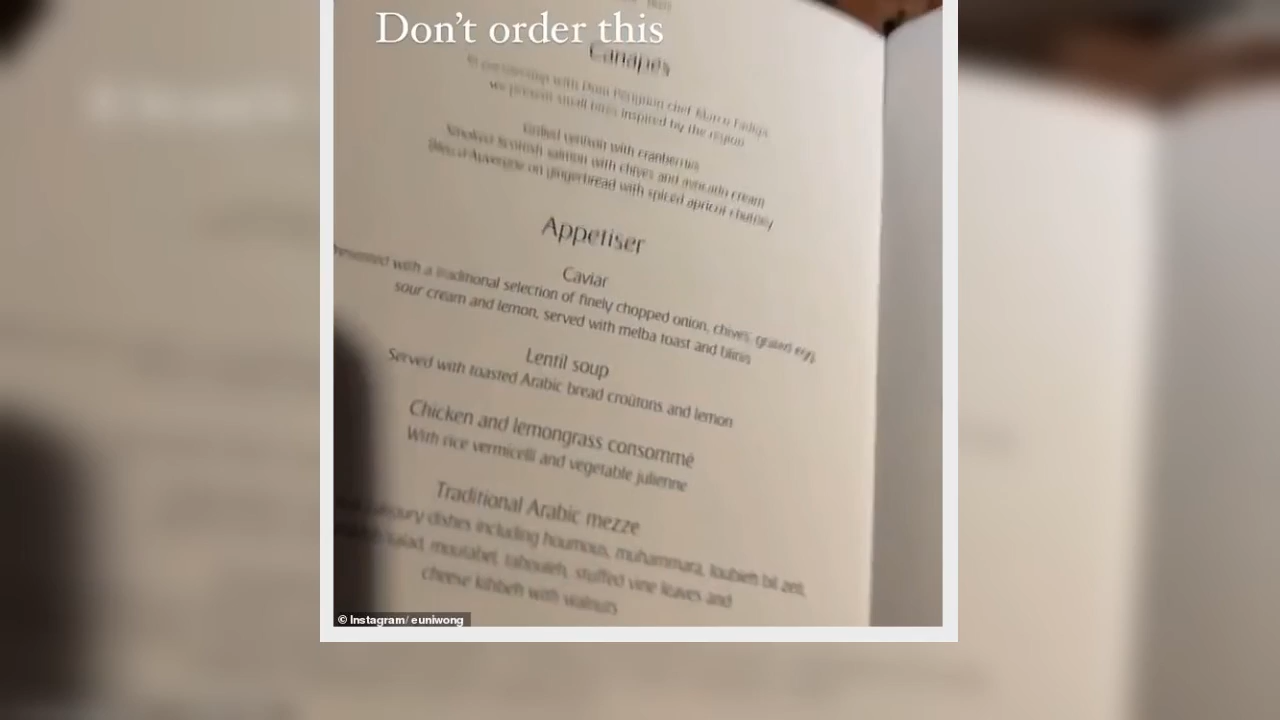 Don't order this
Canapés
In partnership with Dom Pérignon chef Marco Fadiga
we present small bites inspired by the region
Grilled venison with cranberries
Smoked Scottish salmon with chives and avocado cream
Bleu d'Auvergne on gingerbread with spiced apricot chutney
Appetiser
Caviar
Presented with a traditional selection of finely chopped onion, chives, grated egg,
sour cream and lemon, served with melba toast and blinis
Lentil soup
Served with toasted Arabic bread croûtons and lemon
Chicken and lemongrass consommé
With rice vermicelli and vegetable julienne
Traditional Arabic mezze
savoury dishes including houmous, muhammara, loubieh bil zeit,
salad, moutabel, tabouleh, stuffed vine leaves and
cheese kibbeh with walnuts
© Instagram/ euniwong